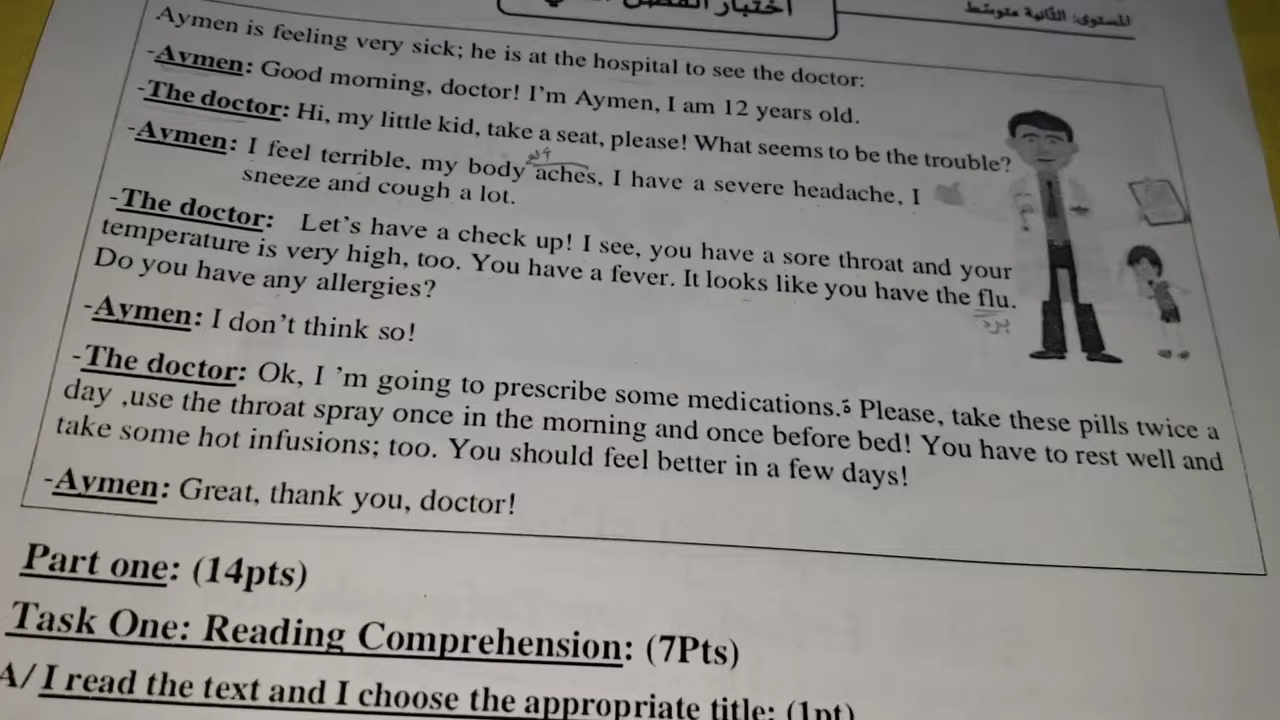 اختبار الفصل
المستوى: الثانية متوسط
Aymen is feeling very sick; he is at the hospital to see the doctor:
-Aymen: Good morning, doctor! I'm Aymen, I am 12 years old.
-The doctor: Hi, my little kid, take a seat, please! What seems to be the trouble?
-Aymen: I feel terrible, my body aches, I have a severe headache, I
sneeze and cough a lot.
-The doctor: Let's have a check up! I see, you have a sore throat and your
temperature is very high, too. You have a fever. It looks like you have the flu.
برد
Do you have any allergies?
-Aymen: I don't think so!
-The doctor: Ok, I 'm going to prescribe some medications. Please, take these pills twice a
day ,use the throat spray once in the morning and once before bed! You have to rest well and
take some hot infusions; too. You should feel better in a few days!
-Aymen: Great, thank you, doctor!
Part one: (14pts)
Task One: Reading Comprehension: (7Pts)
A/ I read the text and I choose the appropriate title: (1pt)